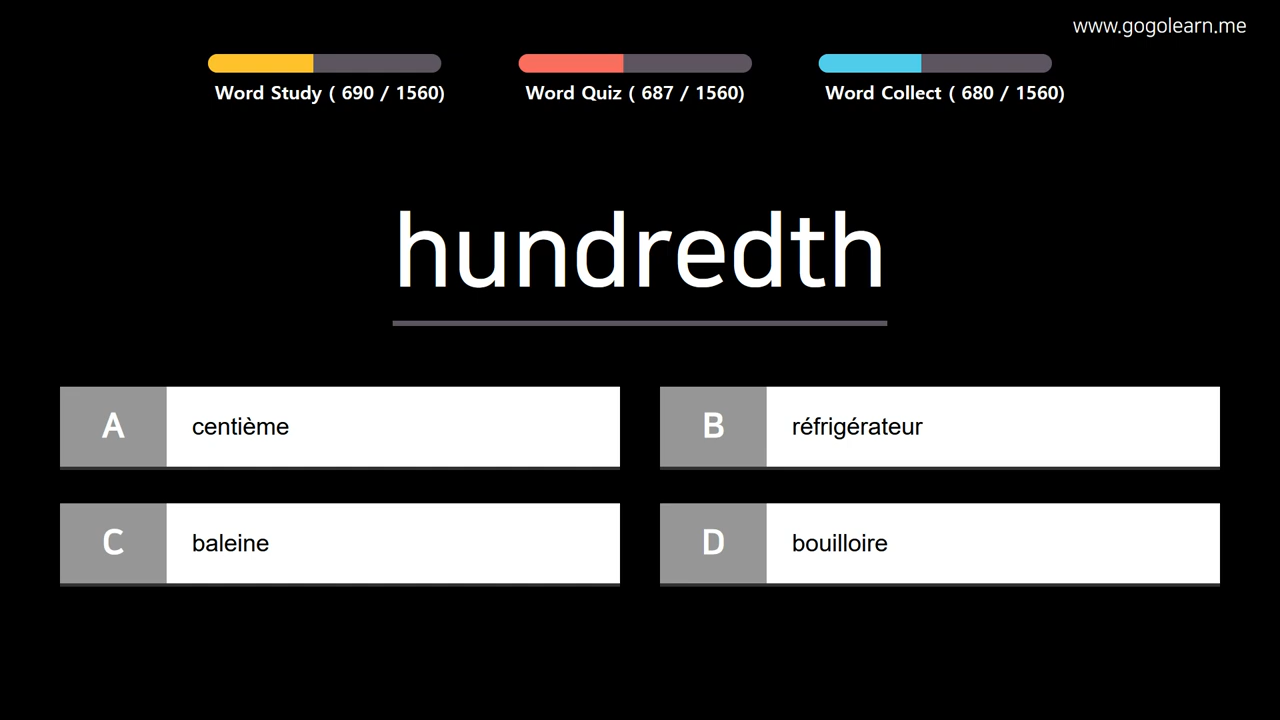 www.gogolearn.me
Word Study ( 690 / 1560)
Word Quiz ( 687 / 1560)
Word Collect ( 680 / 1560)
hundredth
A centième
B réfrigérateur
C baleine
D bouilloire